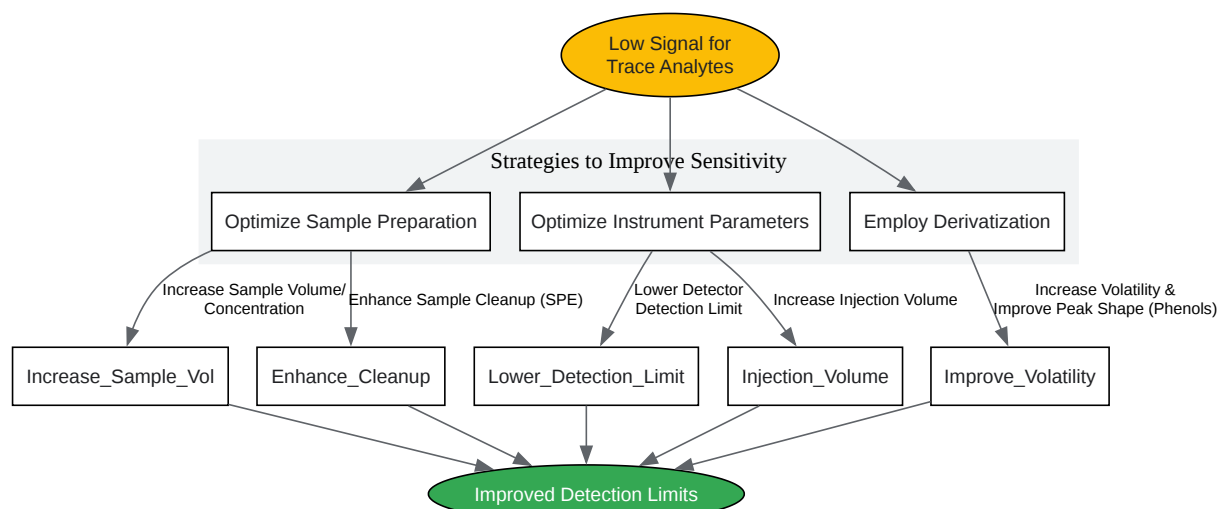 Low Signal for
Trace Analytes
Strategies to Improve Sensitivity
Optimize Sample Preparation
Optimize Instrument Parameters
Employ Derivatization
Increase Sample Volume/
Concentration
Enhance Sample Cleanup (SPE)
Lower Detector
Detection Limit
Increase Injection Volume
Increase Volatility &
Improve Peak Shape (Phenols)
Increase_Sample_Vol
Enhance_Cleanup
Lower_Detection_Limit
Injection_Volume
Improve_Volatility
Improved Detection Limits